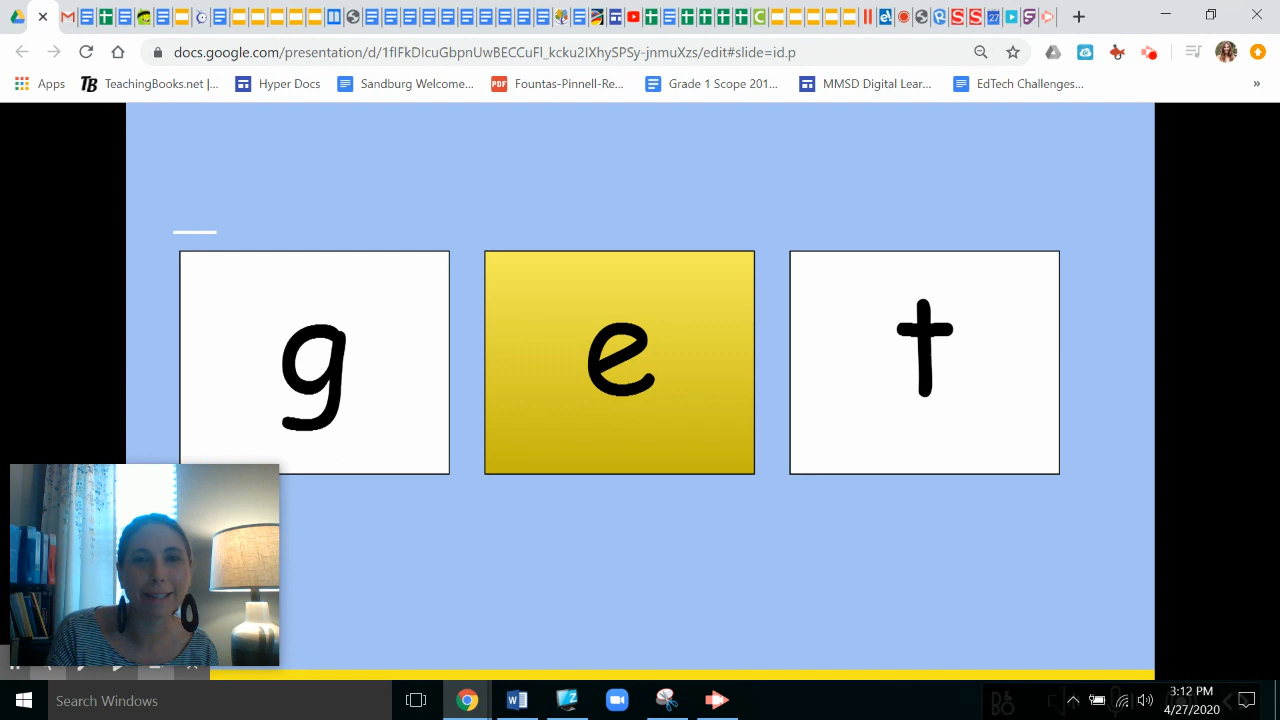 docs.google.com/presentation/d/1fIFkDIcuGbpnUwBECCuFl_kcku2IXhySPSy-jnmuXzs/edit#slide=id.p
Apps TeachingBooks.net |... Hyper Docs Sandburg Welcome... Fountas-Pinnell-Re... Grade 1 Scope 201... MMSD Digital Lear... EdTech Challenges... »
g e t
Search Windows
3:12 PM
4/27/2020